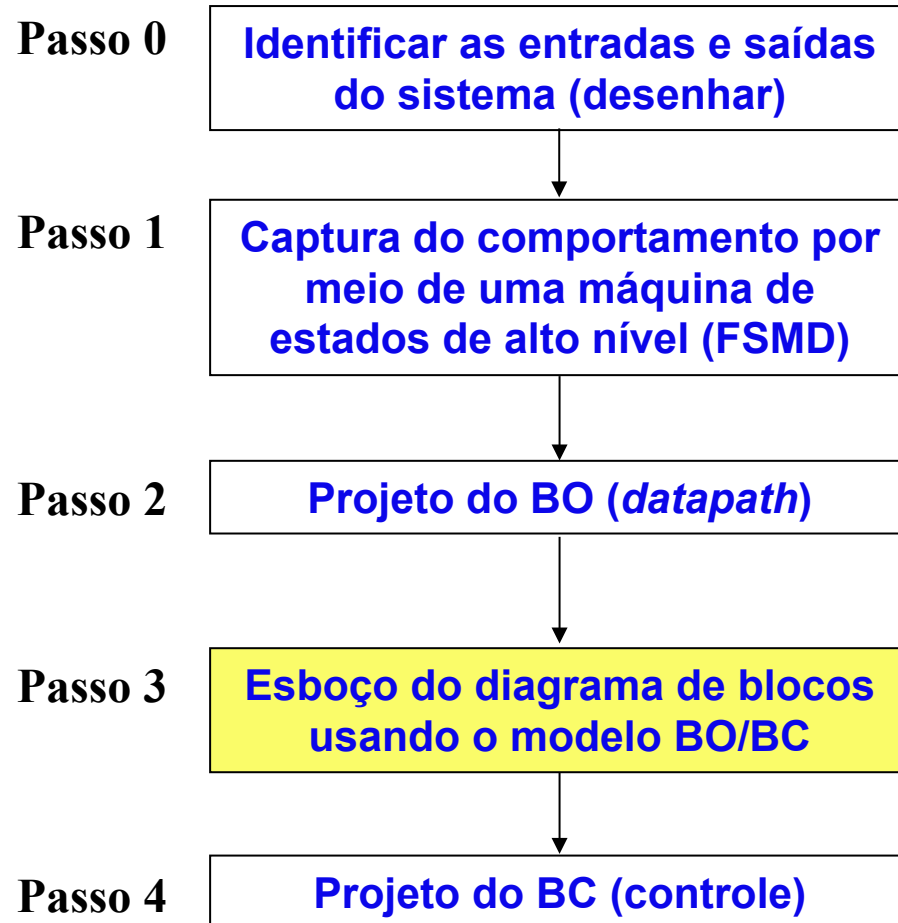 Passo 0
Identificar as entradas e saídas
do sistema (desenhar)
Passo 1
Captura do comportamento por
meio de uma máquina de
estados de alto nível (FSMD)
Passo 2
Projeto do BO (datapath)
Passo 3
Esboço do diagrama de blocos
usando o modelo BO/BC
Passo 4
Projeto do BC (controle)